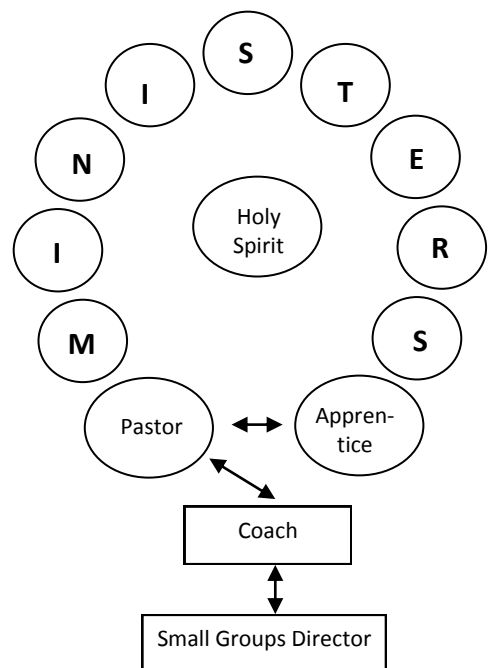 M
I
N
I
S
T
E
R
S
Holy
Spirit
Pastor
Appren-
tice
Coach
Small Groups Director